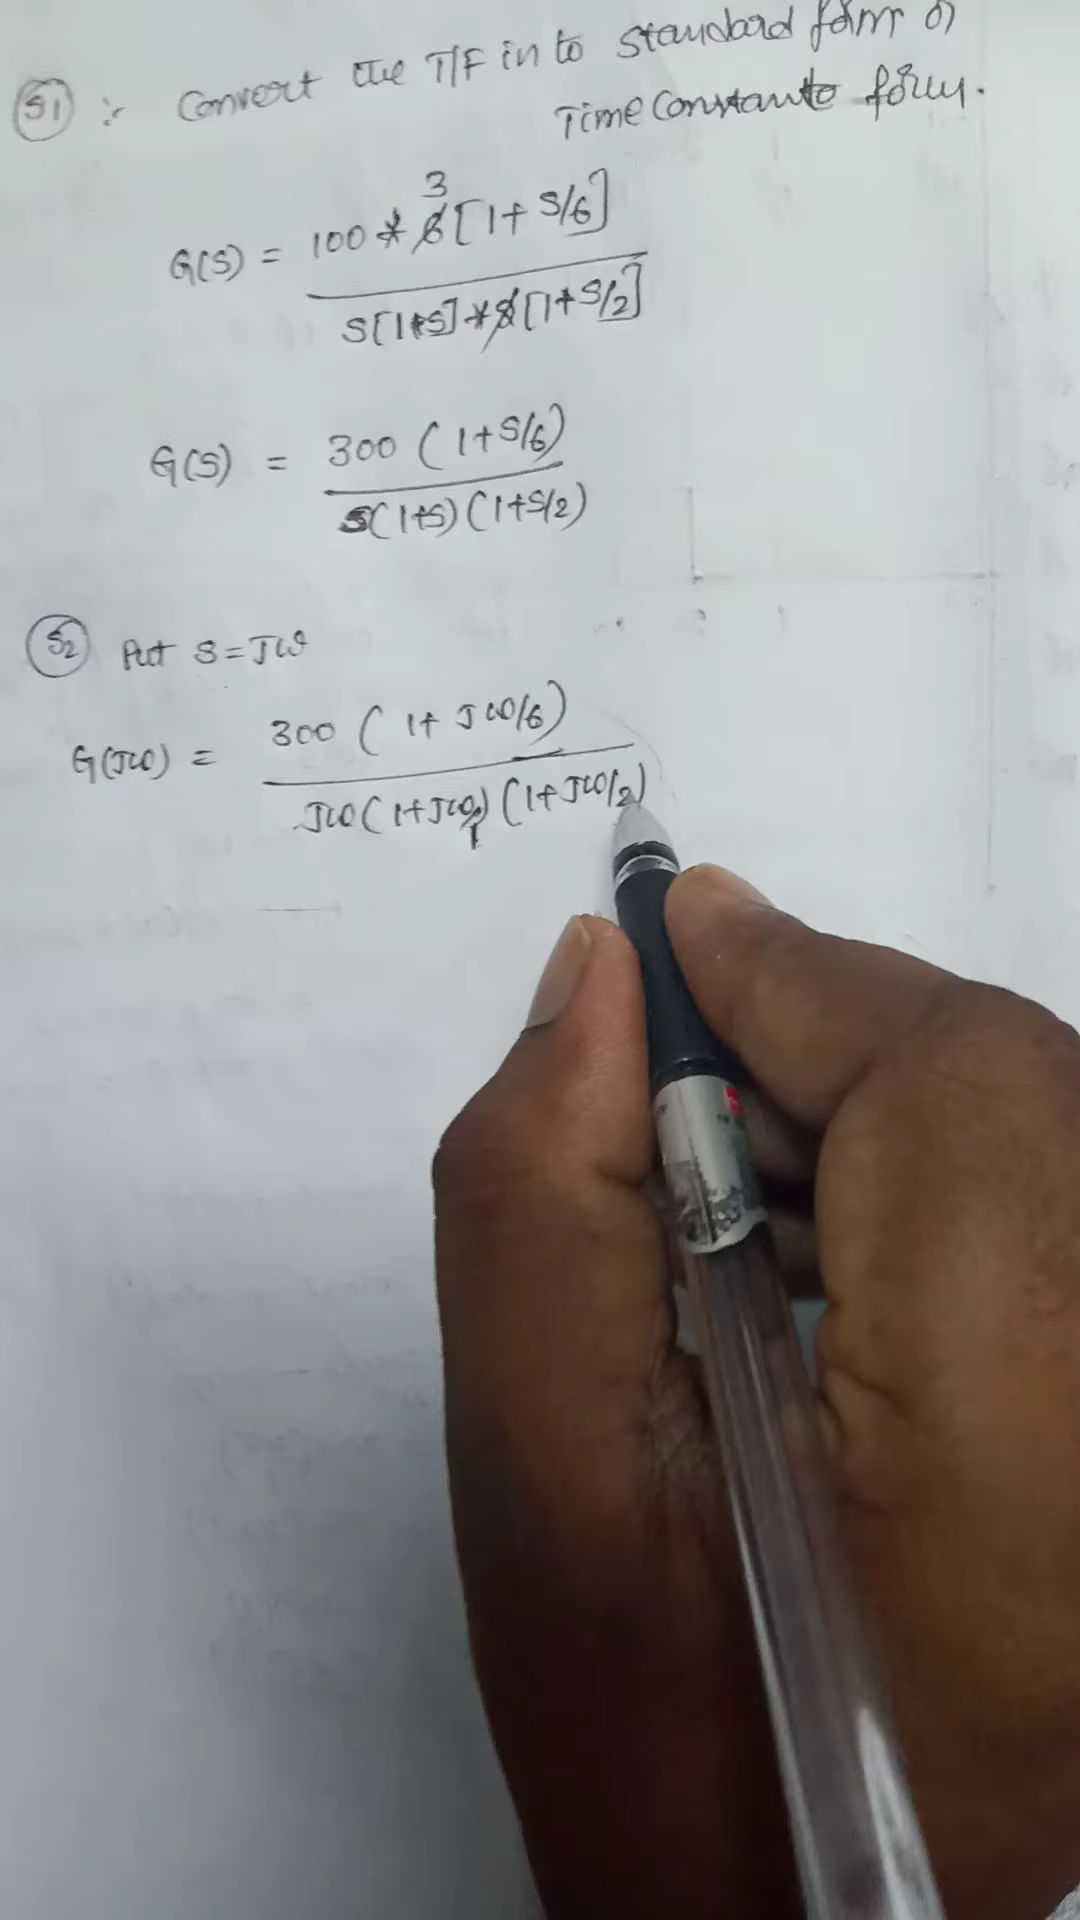 S1 :- Convert the T/F in to standard form or
Time Constante form.
3
G(S) = 100 * 6 [1 + S/6]
S[1+S] * 2 [1 + S/2]
G(S) = 300 (1+S/6)
S(1+S) (1+S/2)
S2 Put S = Jω
G(Jω) = 300 (1+ Jω/6)
Jω(1+Jω/1) (1+Jω/2)